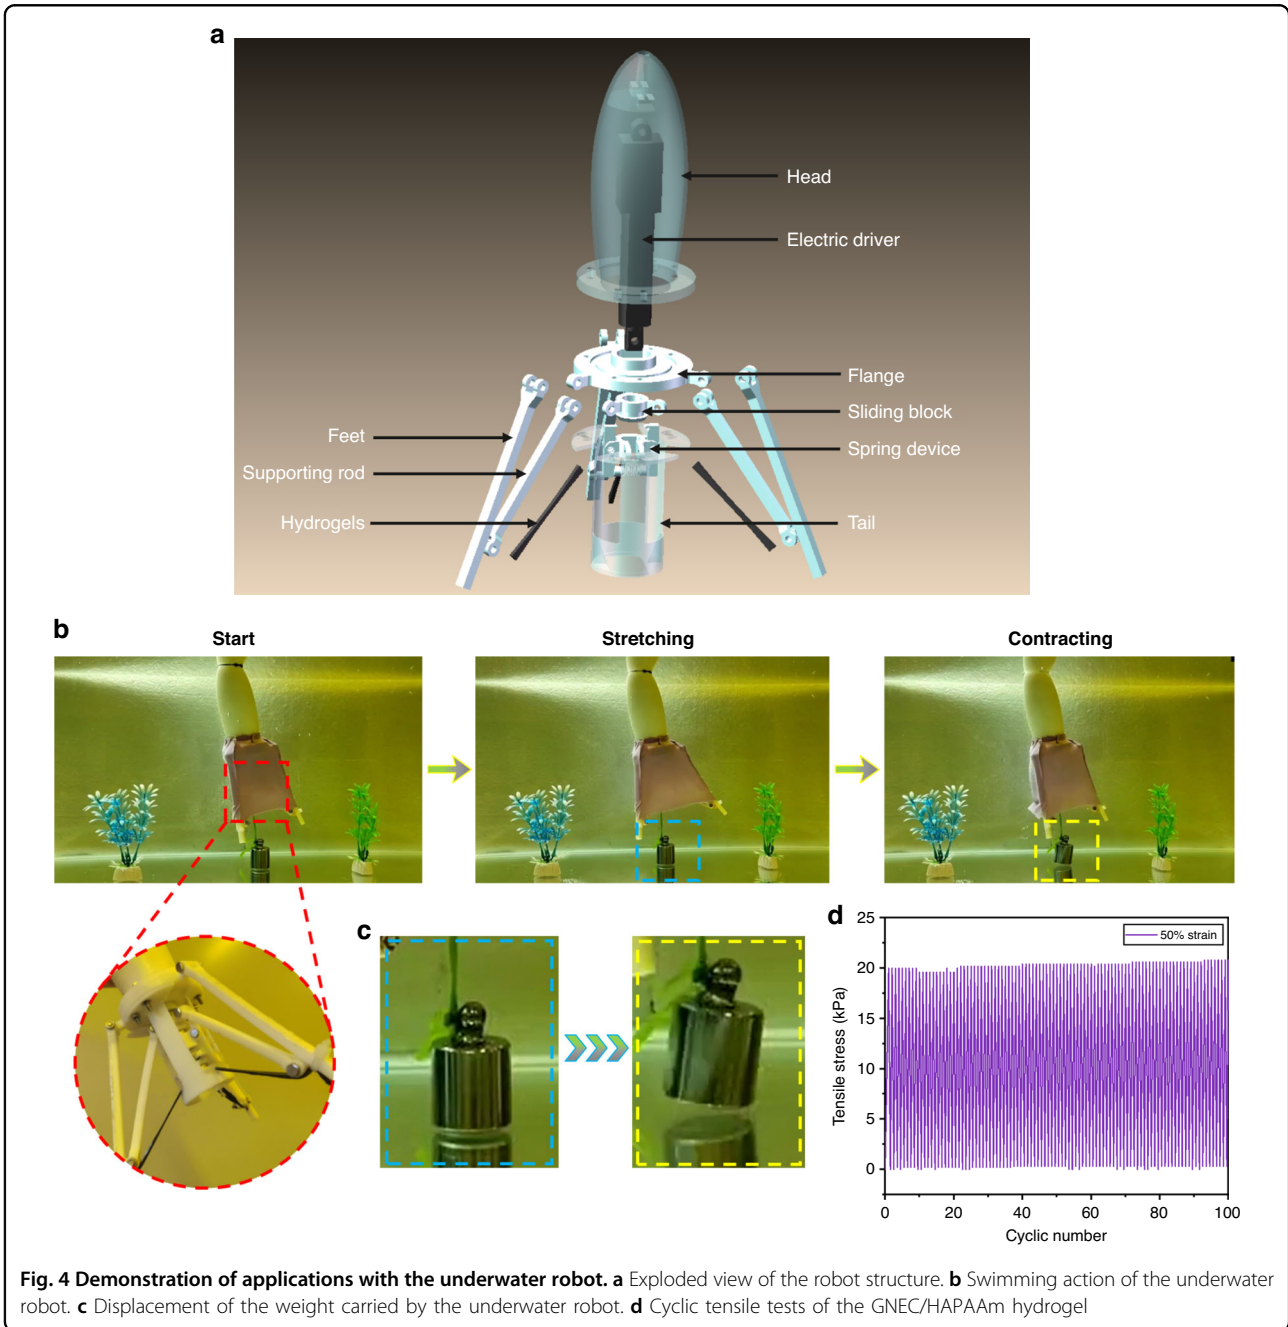 a
Head
Electric driver
Flange
Sliding block
Spring device
Tail
Feet
Supporting rod
Hydrogels
b
Start
Stretching
Contracting
c
d
25
20
15
10
5
0
Tensile stress (kPa)
50% strain
0 20 40 60 80 100
Cyclic number
Fig. 4 Demonstration of applications with the underwater robot. a Exploded view of the robot structure. b Swimming action of the underwater
robot. c Displacement of the weight carried by the underwater robot. d Cyclic tensile tests of the GNEC/HAPAAm hydrogel